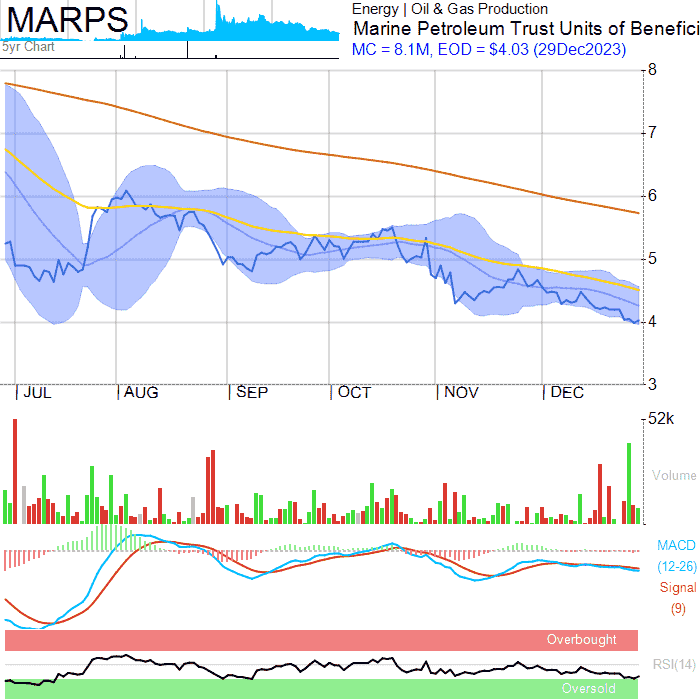 MARPS
5yr Chart
Energy | Oil & Gas Production
Marine Petroleum Trust Units of Benefici
MC = 8.1M, EOD = $4.03 (29Dec2023)
8
7
6
5
4
3
JUL
AUG
SEP
OCT
NOV
DEC
52k
Volume
MACD
(12-26)
Signal
(9)
Overbought
RSI(14)
Oversold